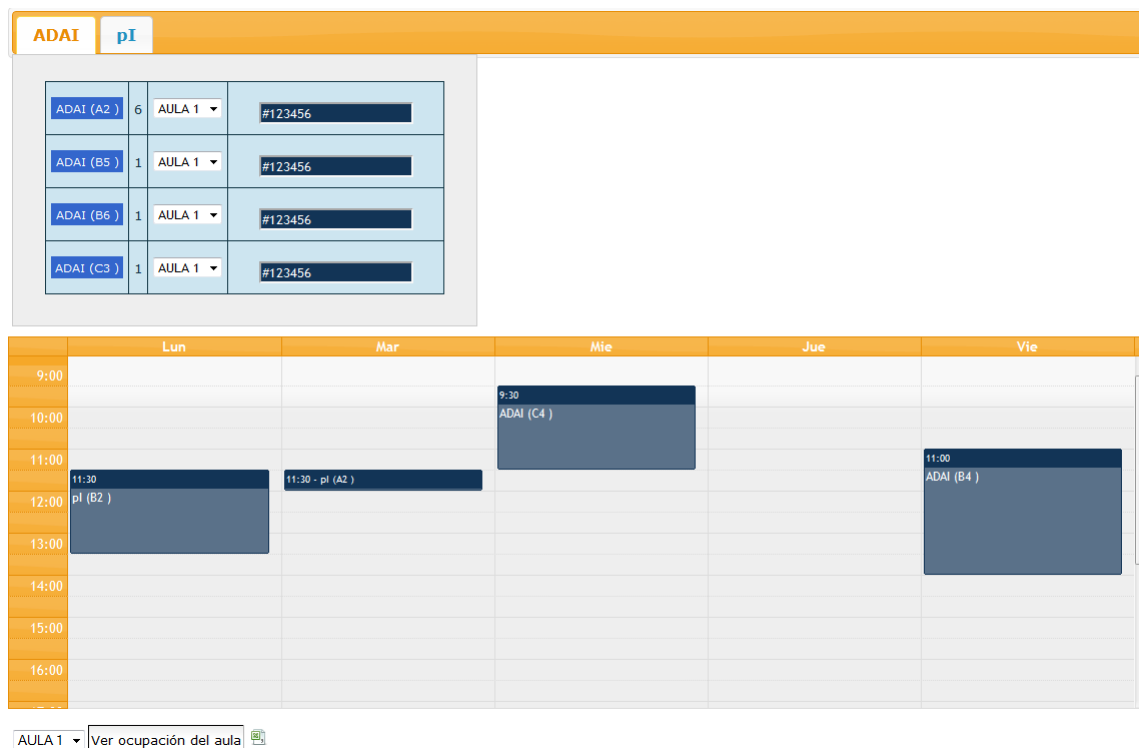 ADAI pI
ADAI (A2 ) 6 AULA 1 #123456
ADAI (B5 ) 1 AULA 1 #123456
ADAI (B6 ) 1 AULA 1 #123456
ADAI (C3 ) 1 AULA 1 #123456
Lun Mar Mie Jue Vie
9:00
9:30
ADAI (C4 )
10:00
11:00
11:00
ADAI (B4 )
11:30
pI (B2 )
11:30 - pI (A2 )
12:00
13:00
14:00
15:00
16:00
AULA 1 Ver ocupación del aula